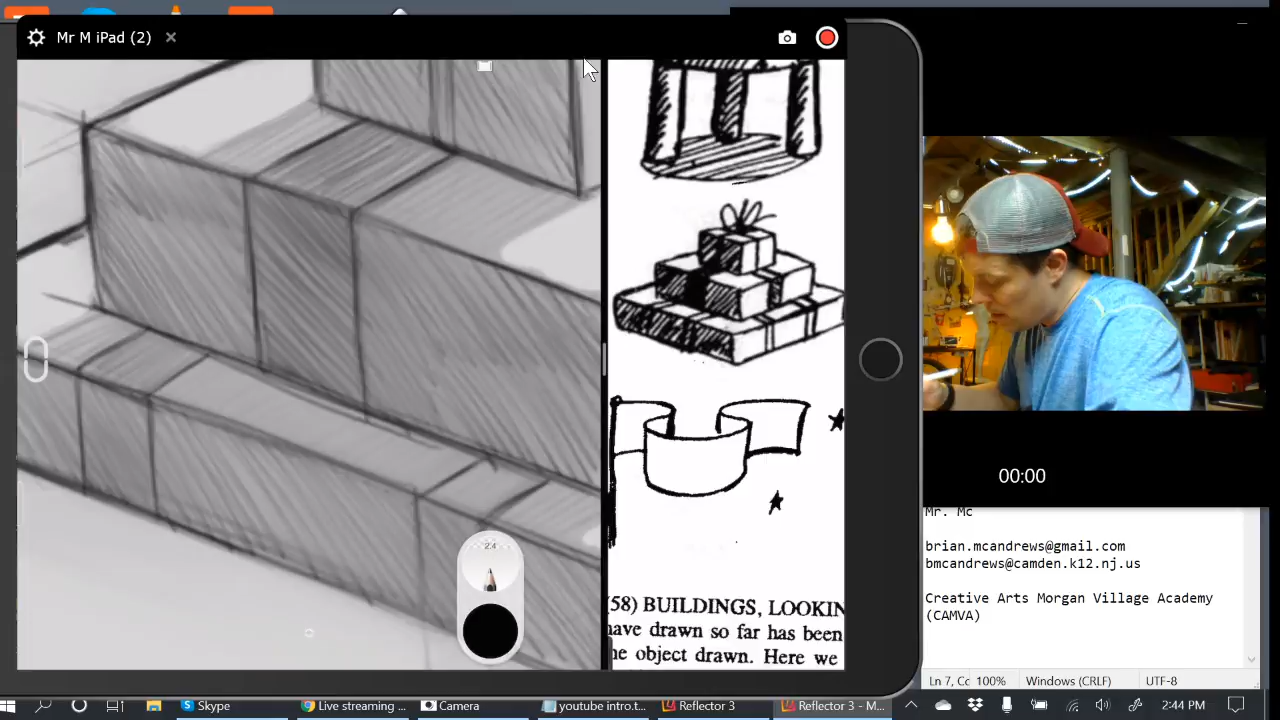 Mr M iPad (2)
2.4
(58) BUILDINGS, LOOKIN
have drawn so far has been
he object drawn. Here we
00:00
Mr. Mc
brian.mcandrews@gmail.com
bmcandrews@camden.k12.nj.us
Creative Arts Morgan Village Academy
(CAMVA)
Ln 7, Cc 100% Windows (CRLF) UTF-8
Skype
Live streaming ...
Camera
youtube intro.t...
Reflector 3
Reflector 3 - M...
2:44 PM